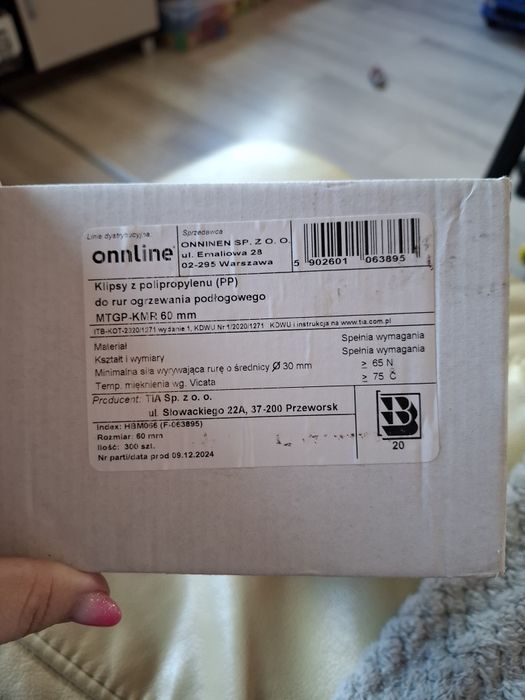 Linie dystrybucyjna:
onnline
Sprzedawca
ONNINEN SP. Z O. O.
ul. Emaliowa 28
02-295 Warszawa
5 902601 063895
Klipsy z polipropylenu (PP)
do rur ogrzewania podłogowego
MTGP-KMR 60 mm
ITB-KOT-2020/1271 wydanie 1, KDWU Nr 1/2020/1271 KDWU i instrukcja na www.tia.com.pl
Materiał Spełnia wymagania
Kształt i wymiary Spełnia wymagania
Minimalna siła wyrywająca rurę o średnicy Ø 30 mm ≥ 65 N
Temp. mięknienia wg. Vicata ≥ 75 C
Producent: TIA Sp. z o. o.
ul. Słowackiego 22A, 37-200 Przeworsk
Index: HBM066 (F-063895)
Rozmiar: 60 mm
Ilość: 300 szt.
Nr partii/data prod 09.12.2024
B
20